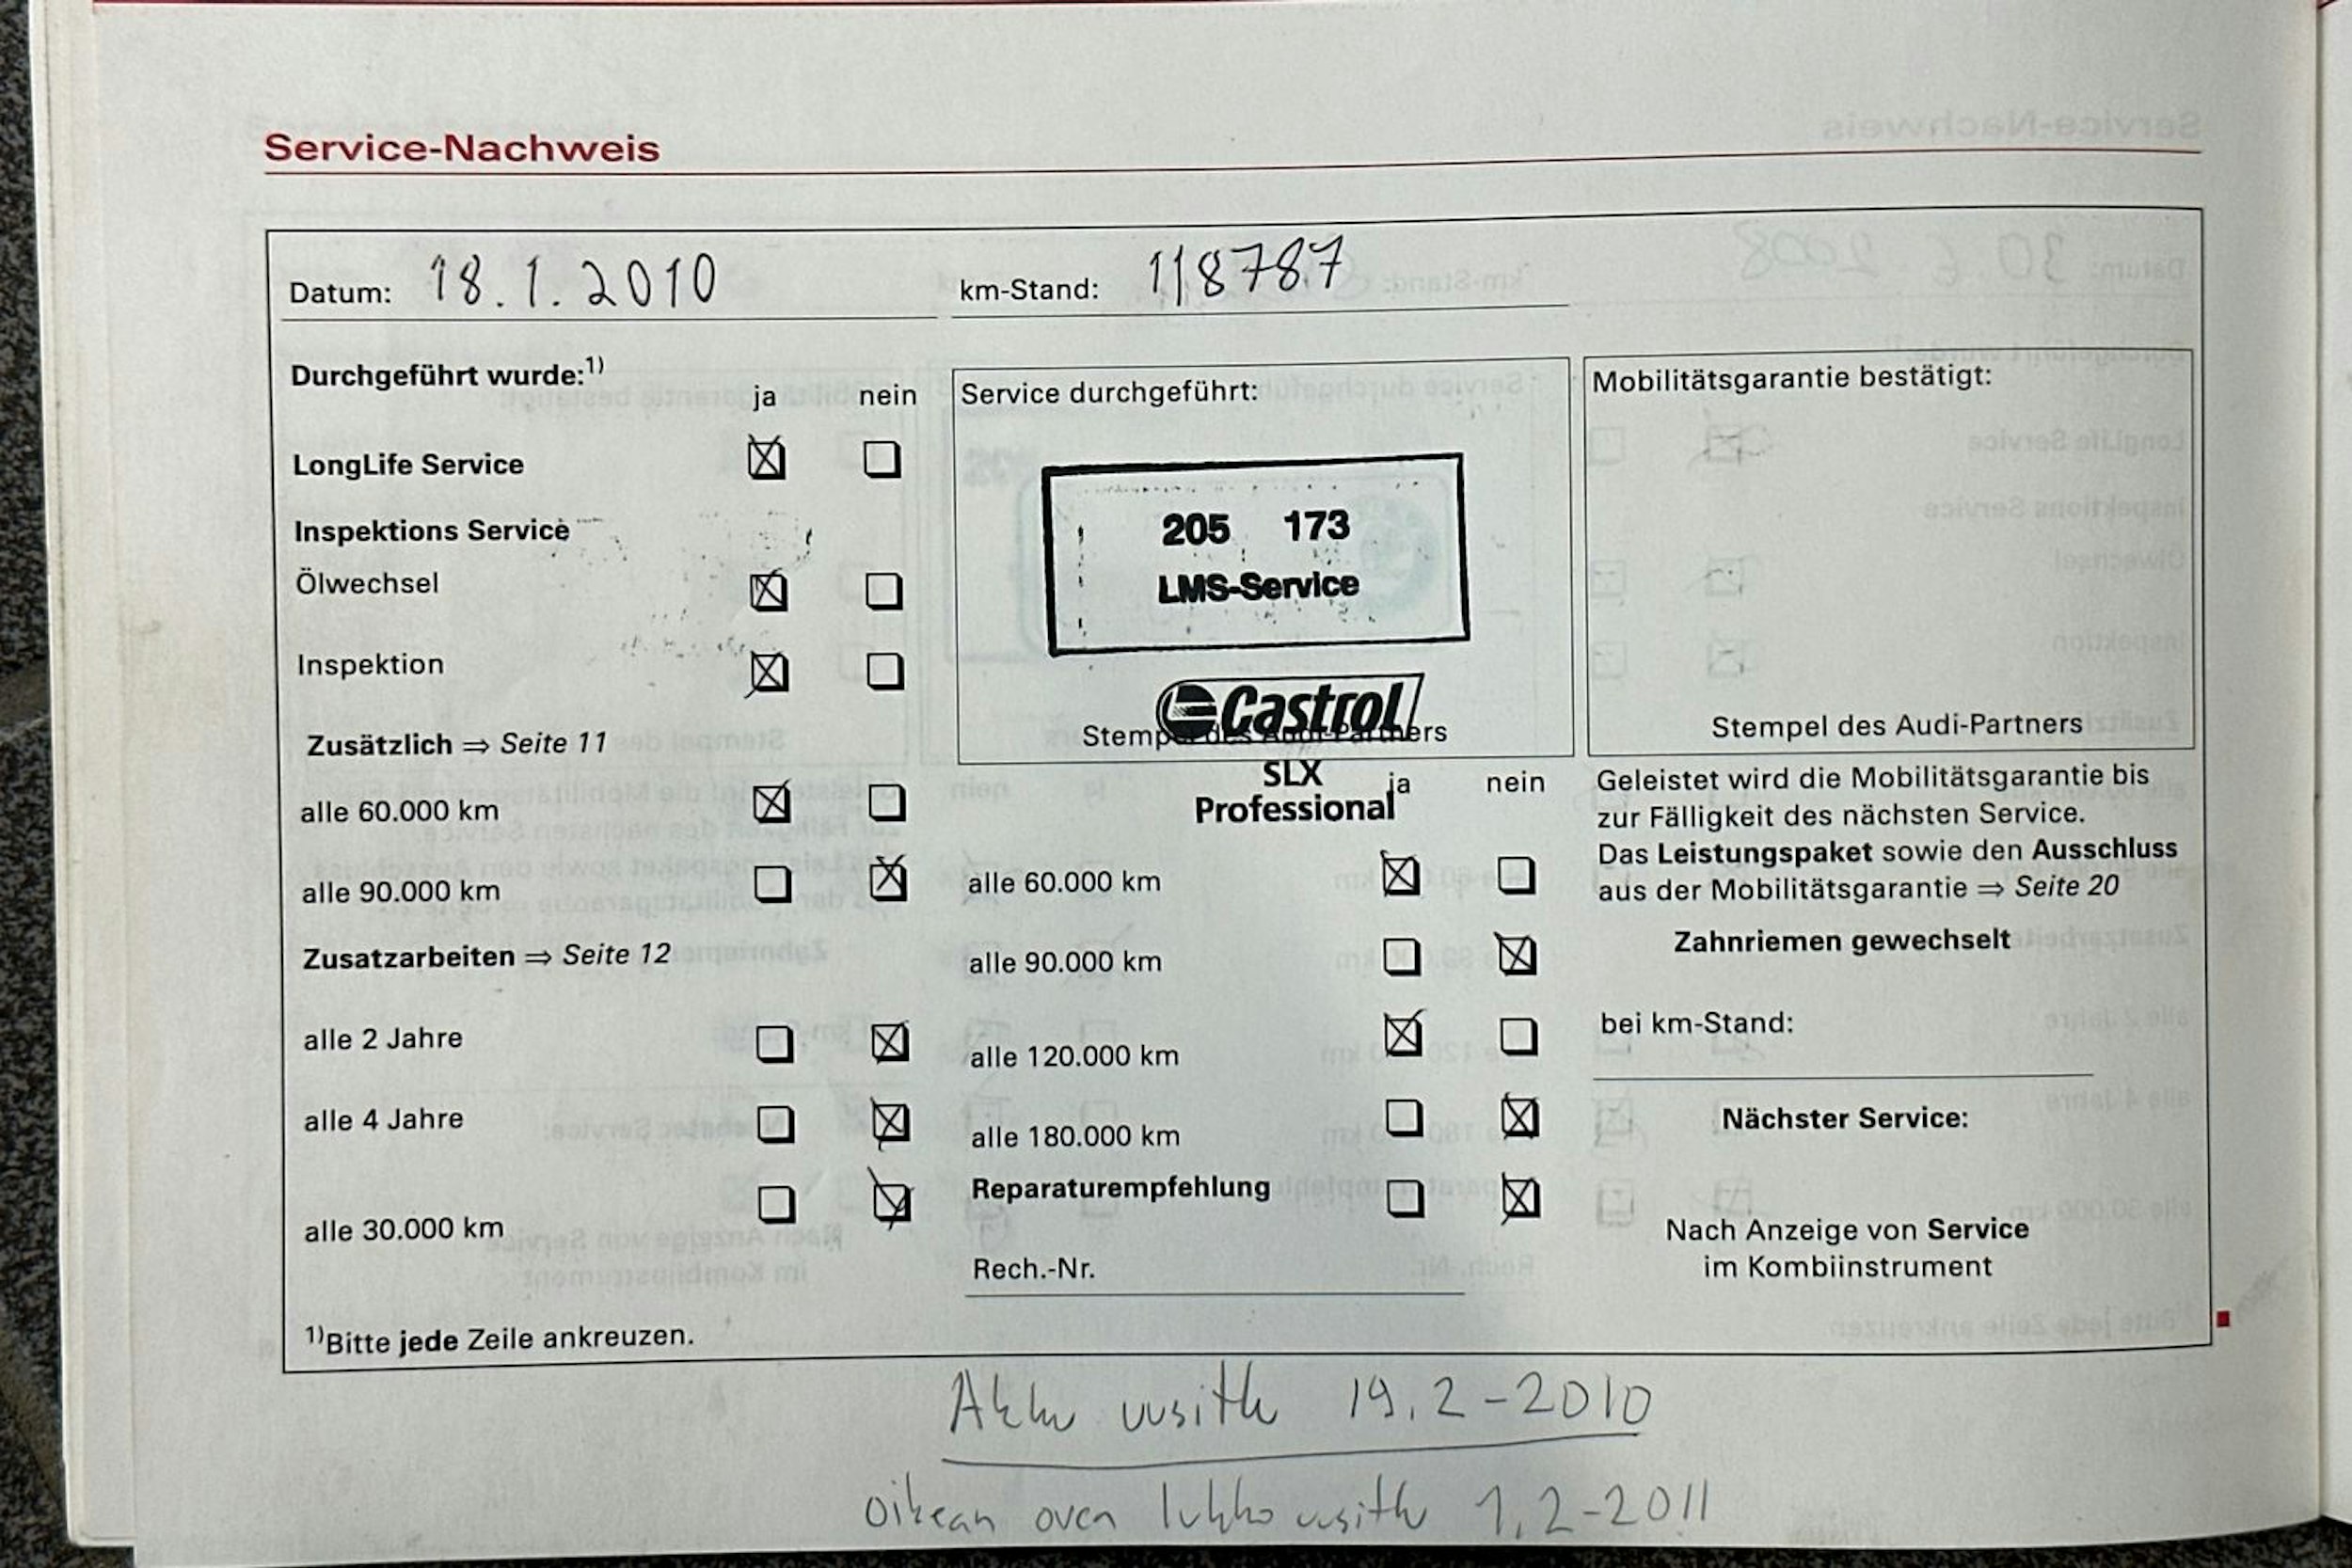 Service-Nachweis
Datum: 18.1.2010
km-Stand: 118787
Durchgeführt wurde:1)
ja nein
LongLife Service
Inspektions Service
Ölwechsel
Inspektion
Zusätzlich ⇒ Seite 11
alle 60.000 km
alle 90.000 km
Zusatzarbeiten ⇒ Seite 12
alle 2 Jahre
alle 4 Jahre
alle 30.000 km
1)Bitte jede Zeile ankreuzen.
Service durchgeführt:
205 173
LMS-Service
Castrol
Stempel des Audi-Partners
SLX
Professional
ja nein
alle 60.000 km
alle 90.000 km
alle 120.000 km
alle 180.000 km
Reparaturempfehlung
Rech.-Nr.
Mobilitätsgarantie bestätigt:
Stempel des Audi-Partners
Geleistet wird die Mobilitätsgarantie bis
zur Fälligkeit des nächsten Service.
Das Leistungspaket sowie den Ausschluss
aus der Mobilitätsgarantie ⇒ Seite 20
Zahnriemen gewechselt
bei km-Stand:
Nächster Service:
Nach Anzeige von Service
im Kombiinstrument
Akku uusittu 19.2-2010
oikean oven lukko uusittu 1.2-2011